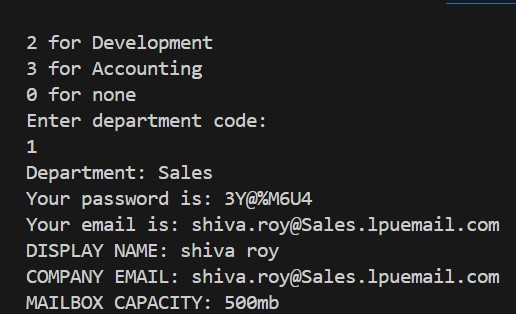 2 for Development
3 for Accounting
0 for none
Enter department code:
1
Department: Sales
Your password is: 3Y@%M6U4
Your email is: shiva.roy@Sales.lpuemail.com
DISPLAY NAME: shiva roy
COMPANY EMAIL: shiva.roy@Sales.lpuemail.com
MAILBOX CAPACITY: 500mb